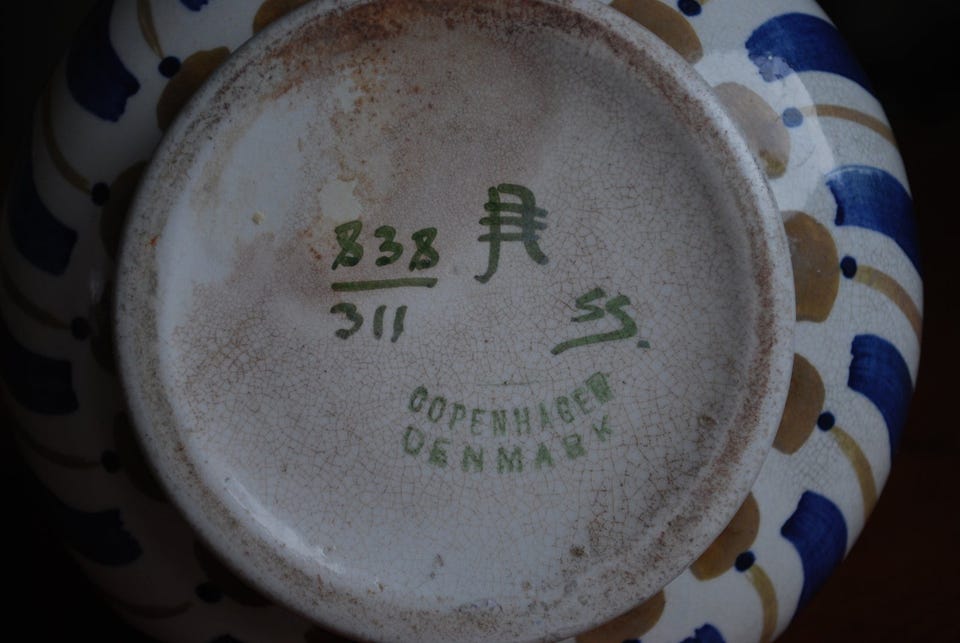 838
311
SS.
COPENHAGEN
DENMARK